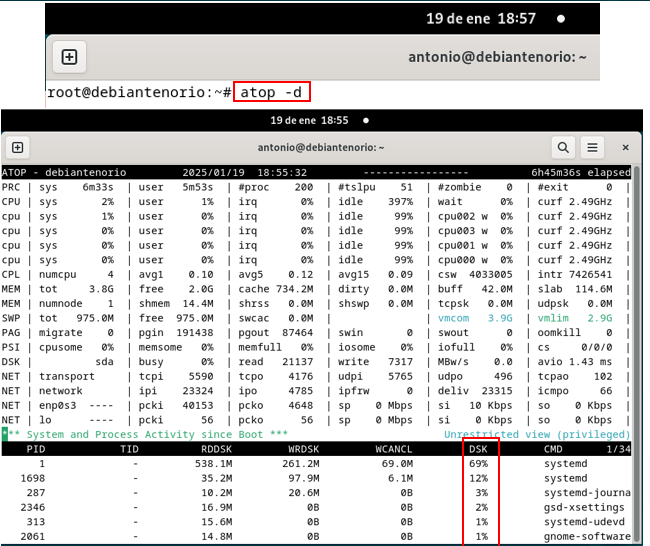 19 de ene 18:57
antonio@debiantenorio: ~
root@debiantenorio:~# atop -d
19 de ene 18:55
antonio@debiantenorio: ~
ATOP - debiantenorio 2025/01/19 18:55:32 ----------------- 6h45m36s elapsed
PRC | sys 6m33s | user 5m53s | #proc 200 | #tslpu 51 | #zombie 0 | #exit 0 |
CPU | sys 2% | user 1% | irq 0% | idle 397% | wait 0% | curf 2.49GHz |
cpu | sys 1% | user 0% | irq 0% | idle 99% | cpu002 w 0% | curf 2.49GHz |
cpu | sys 0% | user 0% | irq 0% | idle 99% | cpu003 w 0% | curf 2.49GHz |
cpu | sys 0% | user 0% | irq 0% | idle 99% | cpu001 w 0% | curf 2.49GHz |
cpu | sys 0% | user 0% | irq 0% | idle 99% | cpu000 w 0% | curf 2.49GHz |
CPL | numcpu 4 | avg1 0.10 | avg5 0.12 | avg15 0.09 | csw 4033005 | intr 7426541 |
MEM | tot 3.8G | free 2.0G | cache 734.2M | dirty 0.0M | buff 42.0M | slab 114.6M |
MEM | numnode 1 | shmem 14.4M | shrss 0.0M | shswp 0.0M | tcpsk 0.0M | udpsk 0.0M |
SWP | tot 975.0M | free 975.0M | swcac 0.0M | | vmcom 3.9G | vmlim 2.9G |
PAG | migrate 0 | pgin 191438 | pgout 87464 | swin 0 | swout 0 | oomkill 0 |
PSI | cpusome 0% | memsome 0% | memfull 0% | iosome 0% | iofull 0% | cs 0/0/0 |
DSK | sda | busy 0% | read 21137 | write 7317 | MBw/s 0.0 | avio 1.43 ms |
NET | transport | tcpi 5590 | tcpo 4176 | udpi 5765 | udpo 496 | tcpao 102 |
NET | network | ipi 23324 | ipo 4785 | ipfrw 0 | deliv 23315 | icmpo 66 |
NET | enp0s3 ---- | pcki 40153 | pcko 4648 | sp 0 Mbps | si 10 Kbps | so 0 Kbps |
NET | lo ---- | pcki 56 | pcko 56 | sp 0 Mbps | si 0 Kbps | so 0 Kbps |
*** System and Process Activity since Boot *** Unrestricted view (privileged)
PID TID RDDSK WRDSK WCANCL DSK CMD 1/34
1 - 538.1M 261.2M 69.0M 69% systemd
1698 - 35.2M 97.9M 6.1M 12% systemd
287 - 10.2M 20.6M 0B 3% systemd-journa
2346 - 16.9M 0B 0B 2% gsd-xsettings
313 - 15.6M 0B 0B 1% systemd-udevd
2061 - 14.8M 0B 0B 1% gnome-software